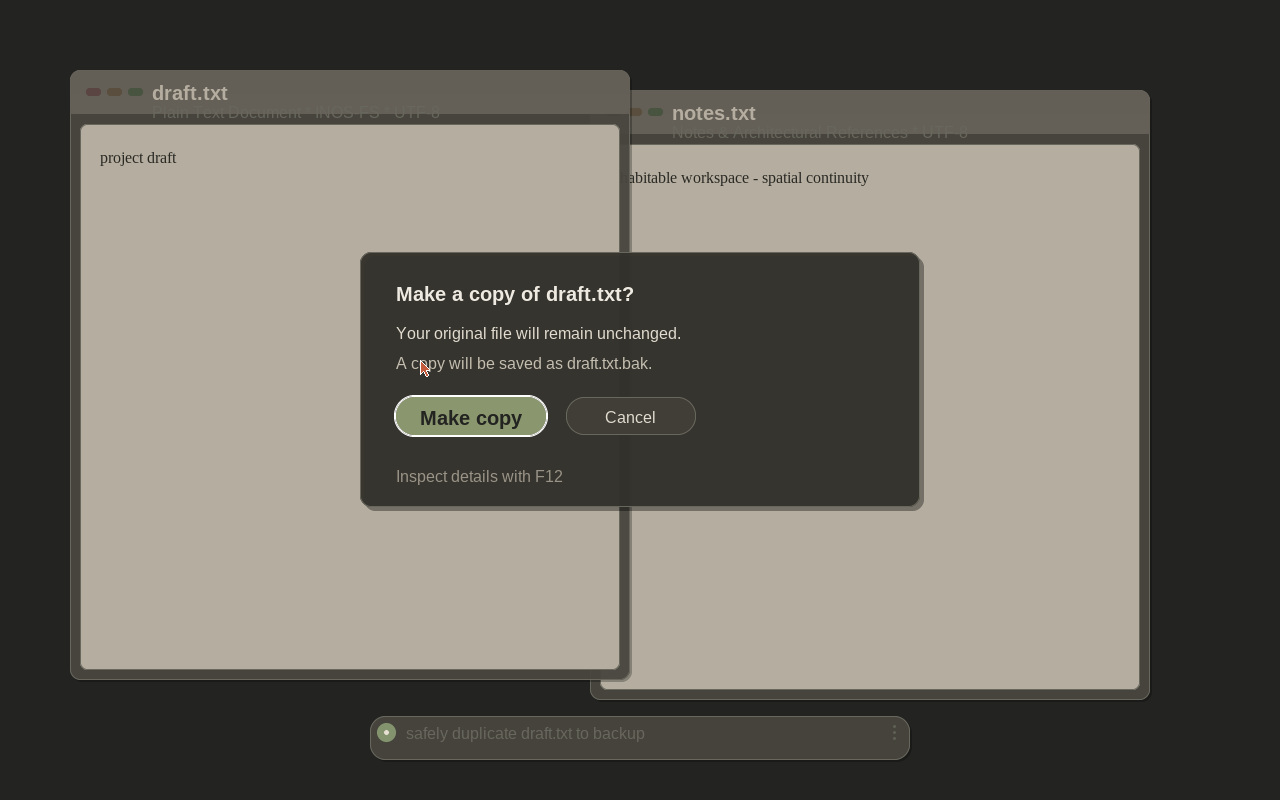 draft.txt
Plain Text Document * INGS-FS * UTF-8
project draft
notes.txt
Notes & Architectural References * UTF-8
abitable workspace - spatial continuity
Make a copy of draft.txt?
Your original file will remain unchanged.
A copy will be saved as draft.txt.bak.
Make copy
Cancel
Inspect details with F12
safely duplicate draft.txt to backup